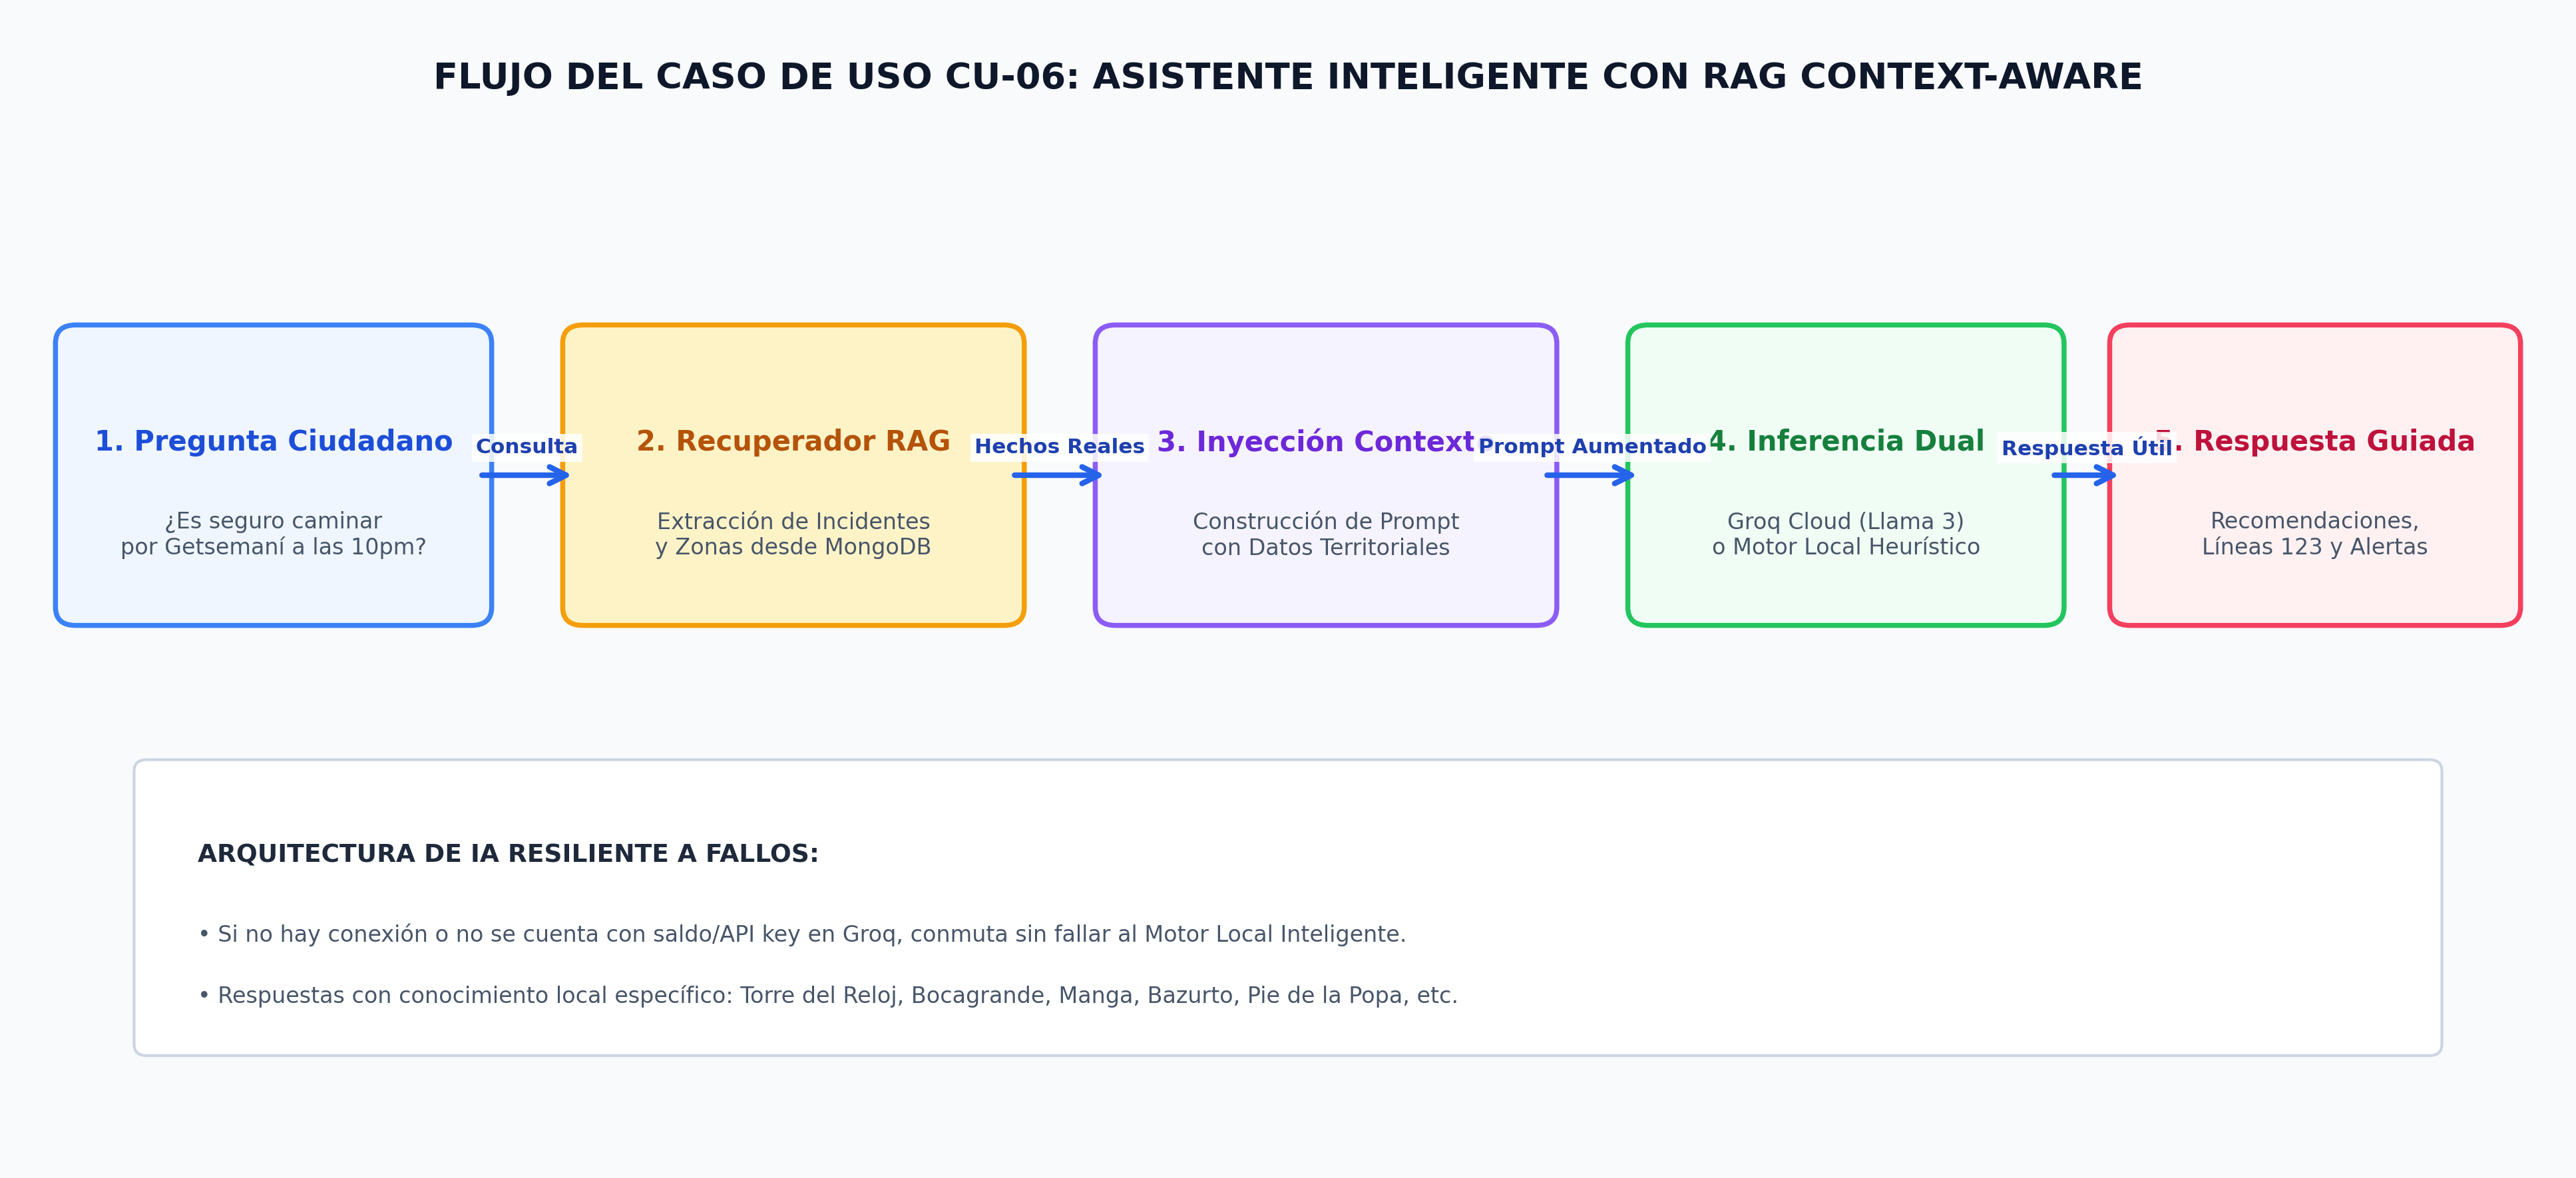 FLUJO DEL CASO DE USO CU-06: ASISTENTE INTELIGENTE CON RAG CONTEXT-AWARE
1. Pregunta Ciudadano
¿Es seguro caminar
por Getsemaní a las 10pm?
Consulta
2. Recuperador RAG
Extracción de Incidentes
y Zonas desde MongoDB
Hechos Reales
3. Inyección Contexto
Construcción de Prompt
con Datos Territoriales
Prompt Aumentado
4. Inferencia Dual
Groq Cloud (Llama 3)
o Motor Local Heurístico
Respuesta Útil
5. Respuesta Guiada
Recomendaciones,
Líneas 123 y Alertas
ARQUITECTURA DE IA RESILIENTE A FALLOS:
• Si no hay conexión o no se cuenta con saldo/API key en Groq, conmuta sin fallar al Motor Local Inteligente.
• Respuestas con conocimiento local específico: Torre del Reloj, Bocagrande, Manga, Bazurto, Pie de la Popa, etc.